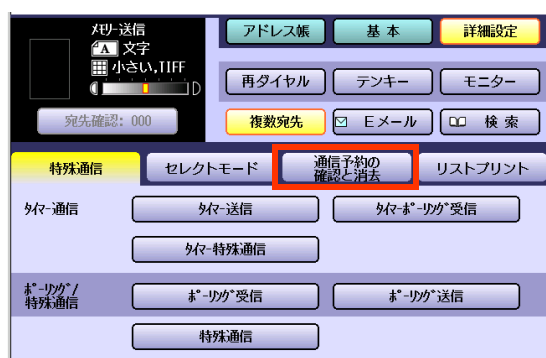 ﾒﾓﾘｰ送信
A 文字
小さい,TIFF
D
宛先確認: 000
アドレス帳
基 本
詳細設定
再ダイヤル
テンキー
モニター
複数宛先
Eメール
検 索
特殊通信
セレクトモード
通信予約の
確認と消去
リストプリント
ﾀｲﾏｰ通信
ﾀｲﾏｰ送信
ﾀｲﾏｰﾎﾟｰﾘﾝｸﾞ受信
ﾀｲﾏｰ特殊通信
ﾎﾟｰﾘﾝｸﾞ/
特殊通信
ﾎﾟｰﾘﾝｸﾞ受信
ﾎﾟｰﾘﾝｸﾞ送信
特殊通信